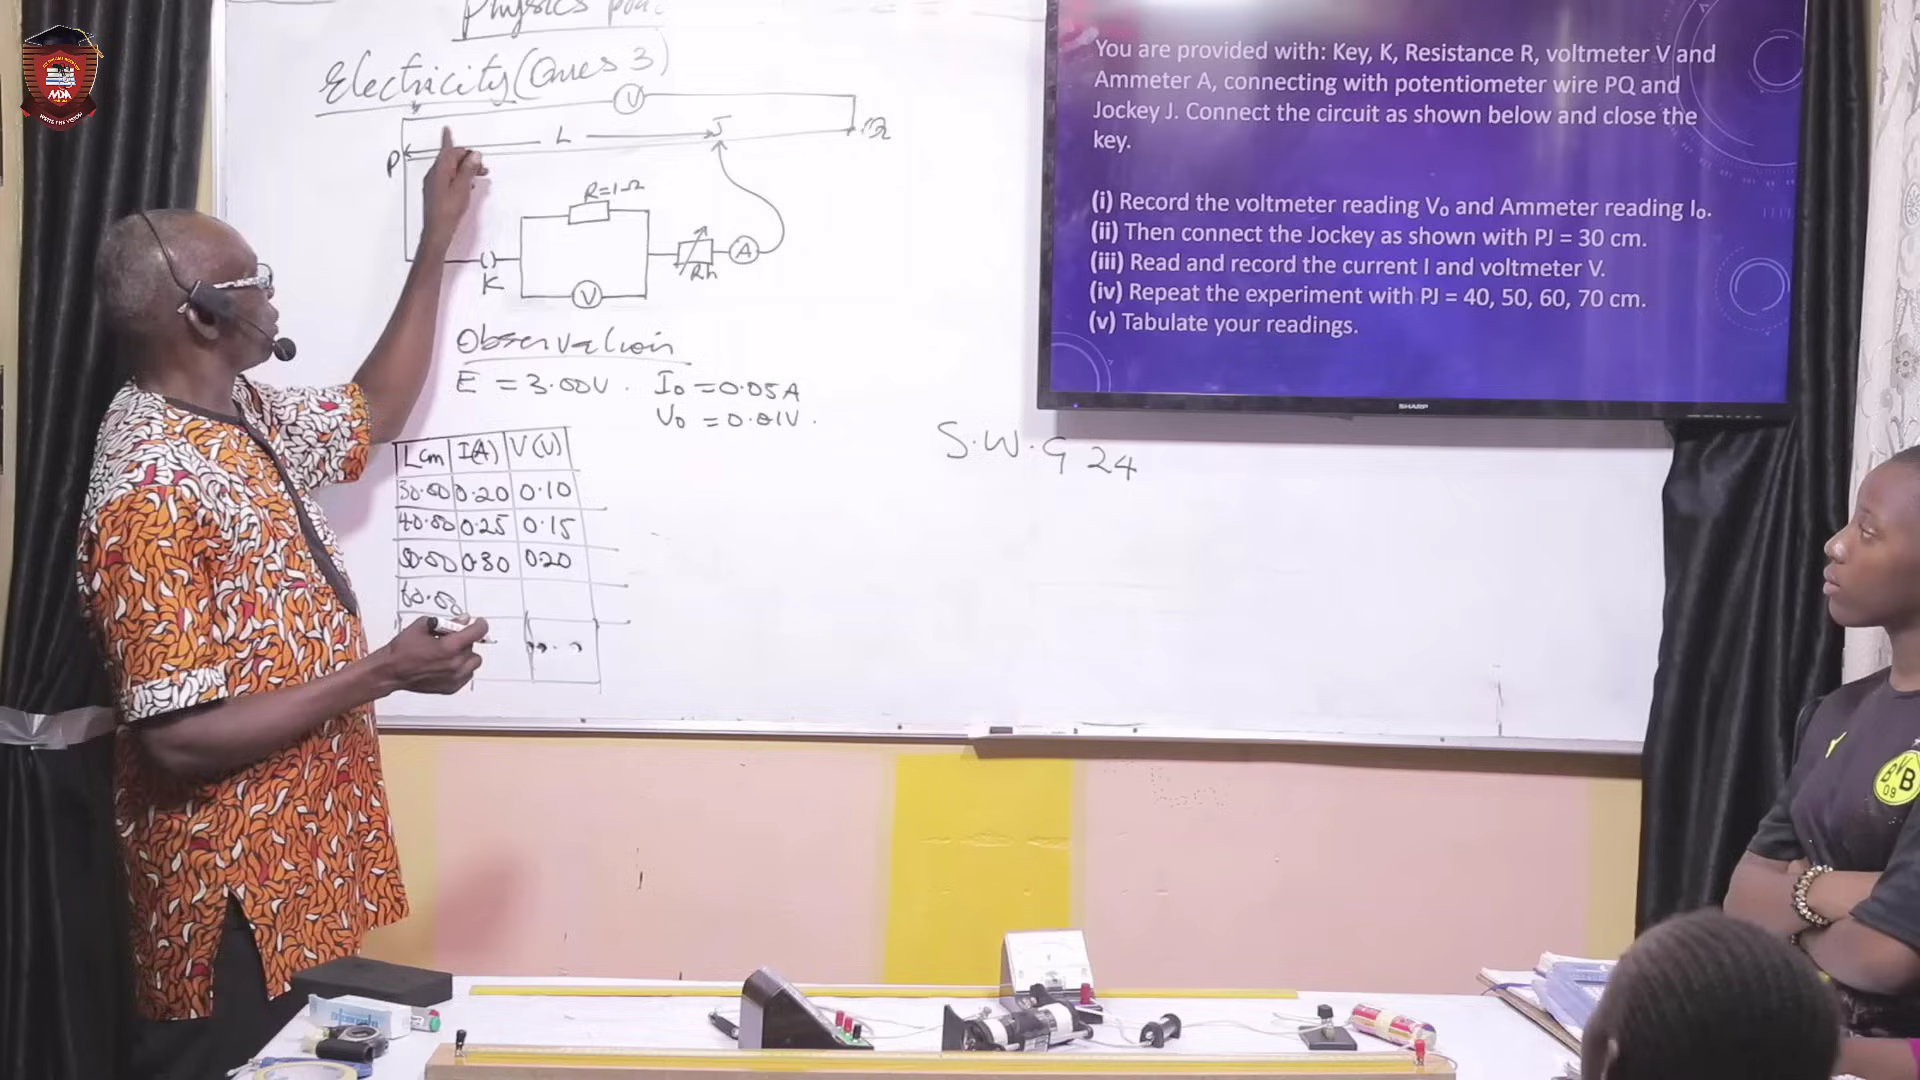 Physics
Electricity (Ques 3)
V
L
J
P
R=1Ω
K
V
Rh
A
Observation
E = 3.00V. I₀ = 0.05A
V₀ = 0.01V.
L cm I(A) V(V)
30.00 0.20 0.10
40.00 0.25 0.15
50.00 0.30 0.20
60.00
S.W.G 24
You are provided with: Key, K, Resistance R, voltmeter V and
Ammeter A, connecting with potentiometer wire PQ and
Jockey J. Connect the circuit as shown below and close the
key.
(i) Record the voltmeter reading V₀ and Ammeter reading I₀.
(ii) Then connect the Jockey as shown with PJ = 30 cm.
(iii) Read and record the current I and voltmeter V.
(iv) Repeat the experiment with PJ = 40, 50, 60, 70 cm.
(v) Tabulate your readings.
SHARP
MDA
BVB
09